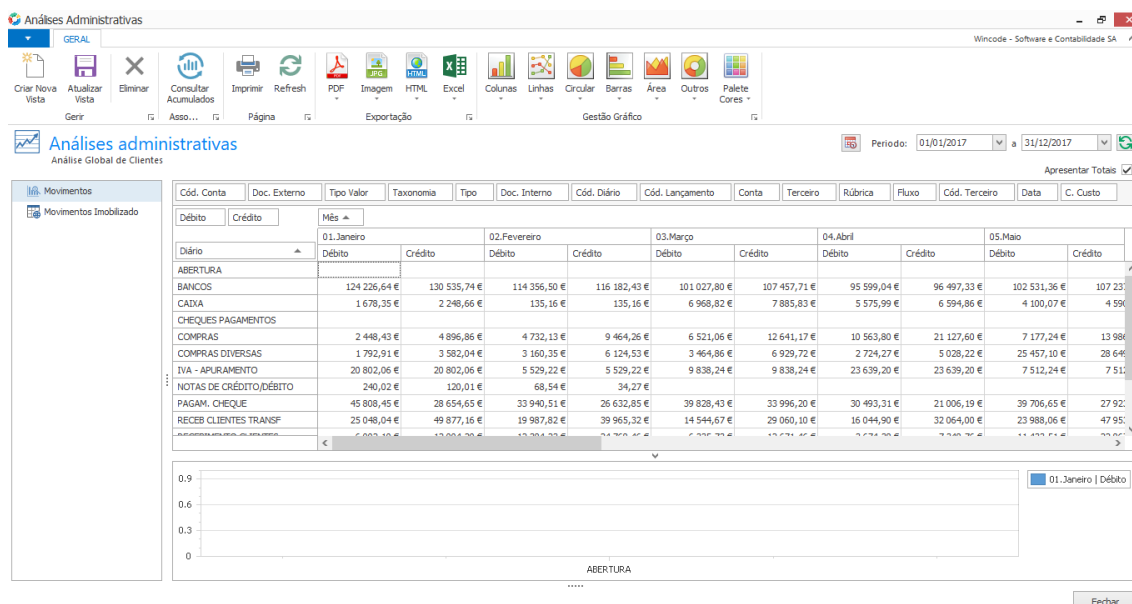 Análises Administrativas
GERAL
Wincode - Software e Contabilidade SA
Criar Nova Vista
Atualizar Vista
Eliminar
Consultar Acumulados
Imprimir
Refresh
PDF
Imagem
HTML
Excel
Colunas
Linhas
Circular
Barras
Área
Outros
Palete Cores
Gerir
Asso...
Página
Exportação
Gestão Gráfico
Análises administrativas
Análise Global de Clientes
Periodo: 01/01/2017 a 31/12/2017
Apresentar Totais
Movimentos
Movimentos Imobilizado
Cód. Conta Doc. Externo Tipo Valor Taxonomia Tipo Doc. Interno Cód. Diário Cód. Lançamento Conta Terceiro Rúbrica Fluxo Cód. Terceiro Data C. Custo
Débito Crédito Mês
01.Janeiro 02.Fevereiro 03.Março 04.Abril 05.Maio
Diário Débito Crédito Débito Crédito Débito Crédito Débito Crédito Débito Crédito
ABERTURA
BANCOS 124 226,64 € 130 535,74 € 114 356,50 € 116 182,43 € 101 027,80 € 107 457,71 € 95 599,04 € 96 497,33 € 102 531,36 € 107 23
CAIXA 1 678,35 € 2 248,66 € 135,16 € 135,16 € 6 968,82 € 7 885,83 € 5 575,99 € 6 594,86 € 4 100,07 € 4 590
CHEQUES PAGAMENTOS
COMPRAS 2 448,43 € 4 896,86 € 4 732,13 € 9 464,26 € 6 521,06 € 12 641,17 € 10 563,80 € 21 127,60 € 7 177,24 € 13 986
COMPRAS DIVERSAS 1 792,91 € 3 582,04 € 3 160,35 € 6 124,53 € 3 464,86 € 6 929,72 € 2 724,27 € 5 028,22 € 25 457,10 € 28 649
IVA - APURAMENTO 20 802,06 € 20 802,06 € 5 529,22 € 5 529,22 € 9 838,24 € 9 838,24 € 23 639,20 € 23 639,20 € 7 512,24 € 7 512
NOTAS DE CRÉDITO/DÉBITO 240,02 € 120,01 € 68,54 € 34,27 €
PAGAM. CHEQUE 45 808,45 € 28 654,65 € 33 940,51 € 26 632,85 € 39 828,43 € 33 996,20 € 30 493,31 € 21 006,19 € 39 706,65 € 27 92
RECEB CLIENTES TRANSF 25 048,04 € 49 877,16 € 19 987,82 € 39 965,32 € 14 544,67 € 29 060,10 € 16 044,90 € 32 064,00 € 23 988,06 € 47 95
0.9
0.6
0.3
0
ABERTURA
01.Janeiro | Débito
Fechar